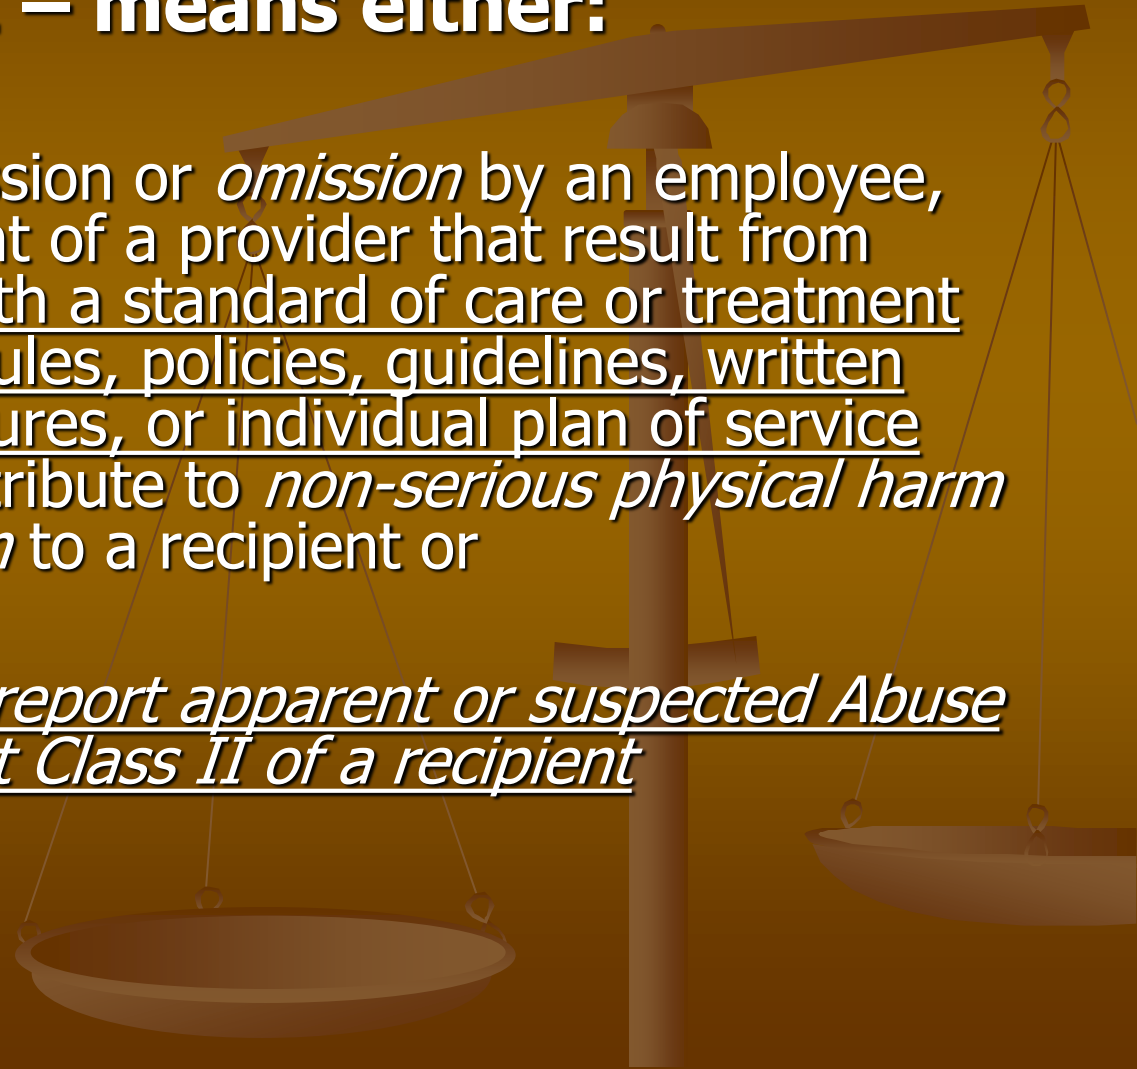 – means either:
sion or omission by an employee,
t of a provider that result from
th a standard of care or treatment
ules, policies, guidelines, written
ures, or individual plan of service
tribute to non-serious physical harm
to a recipient or
report apparent or suspected Abuse
t Class II of a recipient